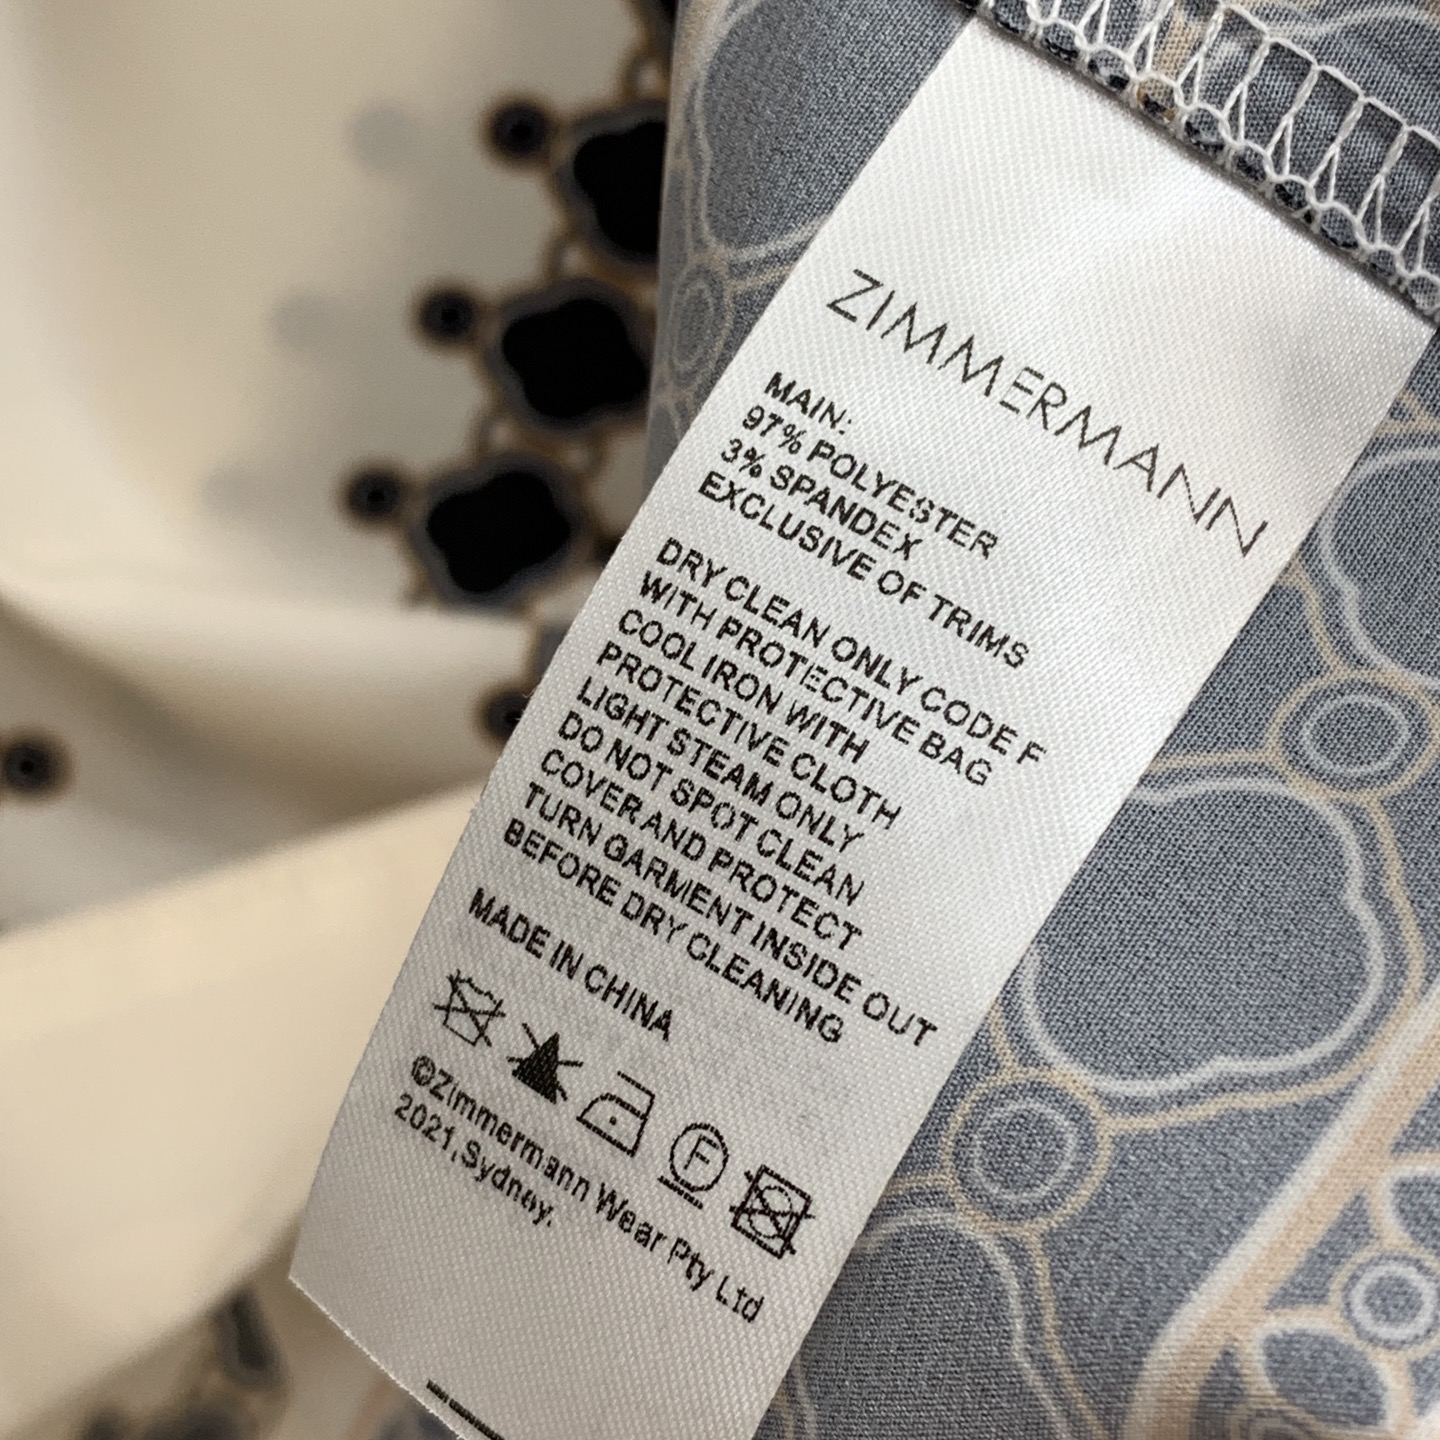 ZIMMERMANN
MAIN:
97% POLYESTER
3% SPANDEX
EXCLUSIVE OF TRIMS
DRY CLEAN ONLY CODE F
WITH PROTECTIVE BAG
COOL IRON WITH
PROTECTIVE CLOTH
LIGHT STEAM ONLY
DO NOT SPOT CLEAN
COVER AND PROTECT
TURN GARMENT INSIDE OUT
BEFORE DRY CLEANING
MADE IN CHINA
F
©Zimmermann Wear Pty Ltd
2021,Sydney.